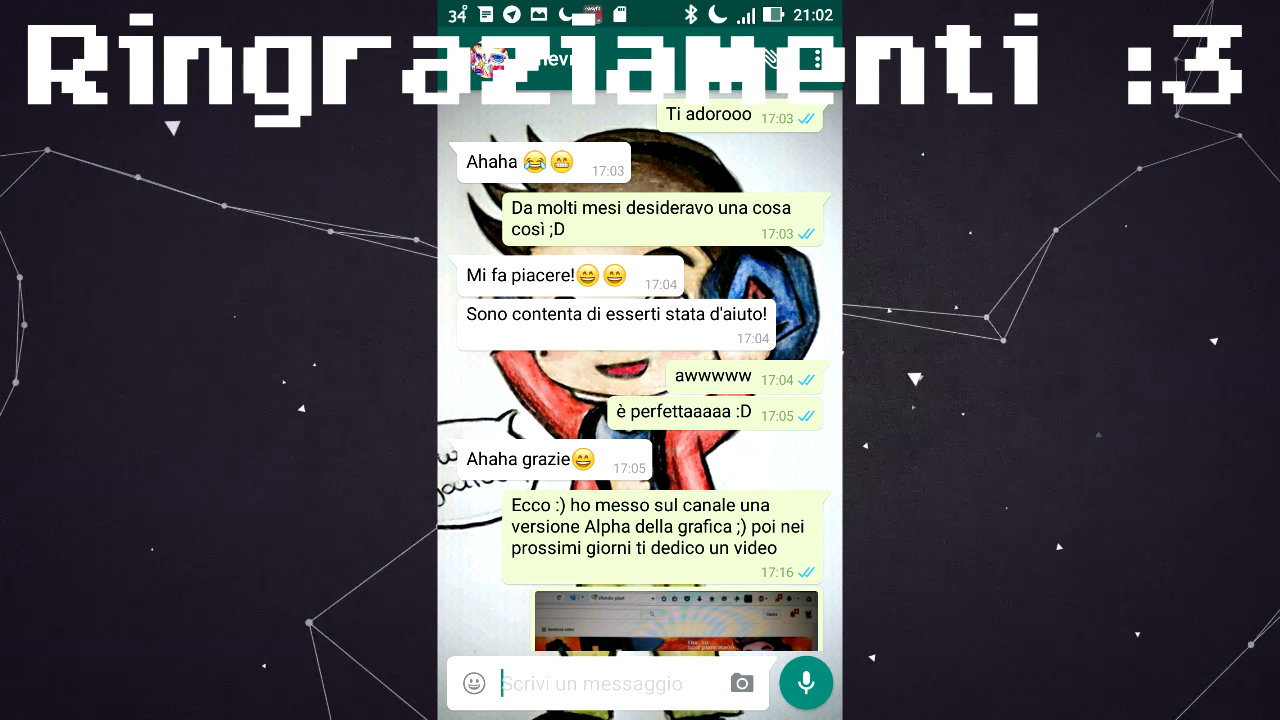 34°
21:02
Ringraziamenti :3
Ti adorooo 17:03
Ahaha 😂😁 17:03
Da molti mesi desideravo una cosa
così ;D 17:03
Mi fa piacere!😄😄 17:04
Sono contenta di esserti stata d'aiuto!
17:04
awwwww 17:04
è perfettaaaaa :D 17:05
Ahaha grazie😄 17:05
Ecco :) ho messo sul canale una
versione Alpha della grafica ;) poi nei
prossimi giorni ti dedico un video
17:16
Scrivi un messaggio